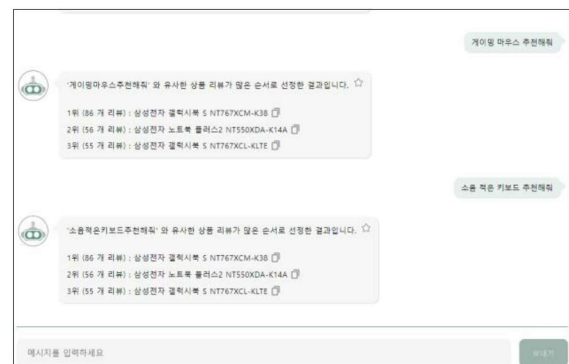 게이밍 마우스 추천해줘
'게이밍마우스추천해줘' 와 유사한 상품 리뷰가 많은 순서로 선정한 결과입니다.
1위 (86 개 리뷰) : 삼성전자 갤럭시북 S NT767XCM-K38
2위 (56 개 리뷰) : 삼성전자 노트북 플러스2 NT550XDA-K14A
3위 (55 개 리뷰) : 삼성전자 갤럭시북 S NT767XCL-KLTE
소음 적은 키보드 추천해줘
'소음적은키보드추천해줘' 와 유사한 상품 리뷰가 많은 순서로 선정한 결과입니다.
1위 (86 개 리뷰) : 삼성전자 갤럭시북 S NT767XCM-K38
2위 (56 개 리뷰) : 삼성전자 노트북 플러스2 NT550XDA-K14A
3위 (55 개 리뷰) : 삼성전자 갤럭시북 S NT767XCL-KLTE
메시지를 입력하세요
보내기